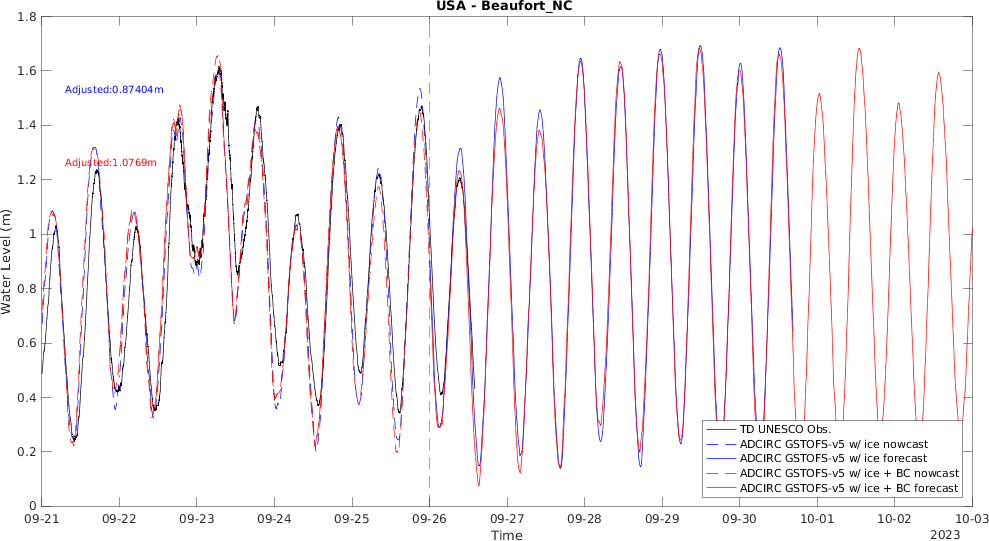 USA - Beaufort_NC
1.8
1.6
1.4
1.2
1
0.8
0.6
0.4
0.2
0
Water Level (m)
Adjusted:0.87404m
Adjusted:1.0769m
TD UNESCO Obs.
ADCIRC GSTOFS-v5 w/ ice nowcast
ADCIRC GSTOFS-v5 w/ ice forecast
ADCIRC GSTOFS-v5 w/ ice + BC nowcast
ADCIRC GSTOFS-v5 w/ ice + BC forecast
09-21 09-22 09-23 09-24 09-25 09-26 09-27 09-28 09-29 09-30 10-01 10-02 10-03
Time
2023